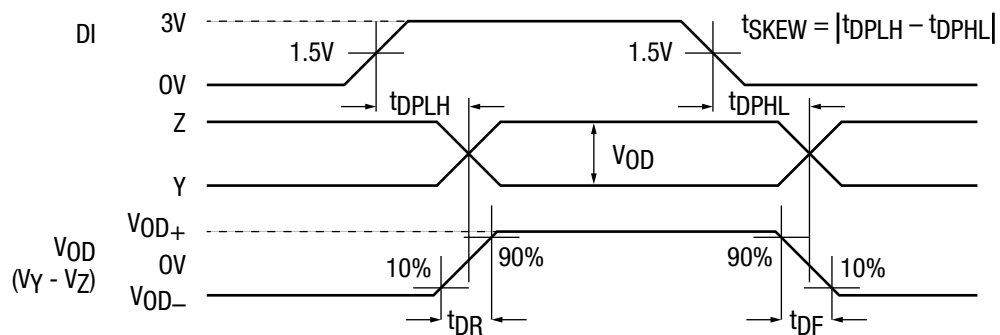 DI
3V
tSKEW = |tDPLH – tDPHL|
1.5V
1.5V
0V
tDPLH
tDPHL
Z
VOD
Y
VOD+
VOD
(VY - VZ)
0V
90%
90%
10%
10%
VOD–
tDR
tDF